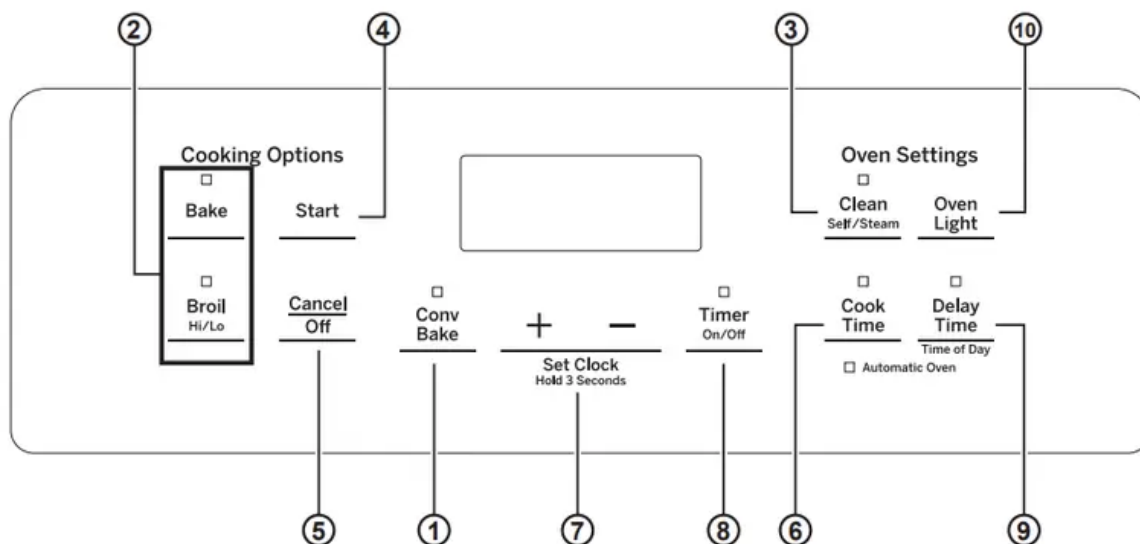 2
4
3
10
Cooking Options
Oven Settings
Bake
Start
Clean
Self/Steam
Oven
Light
Broil
Hi/Lo
Cancel
Off
Conv
Bake
+ −
Set Clock
Hold 3 Seconds
Timer
On/Off
Cook
Time
Delay
Time
Time of Day
Automatic Oven
5
1
7
8
6
9